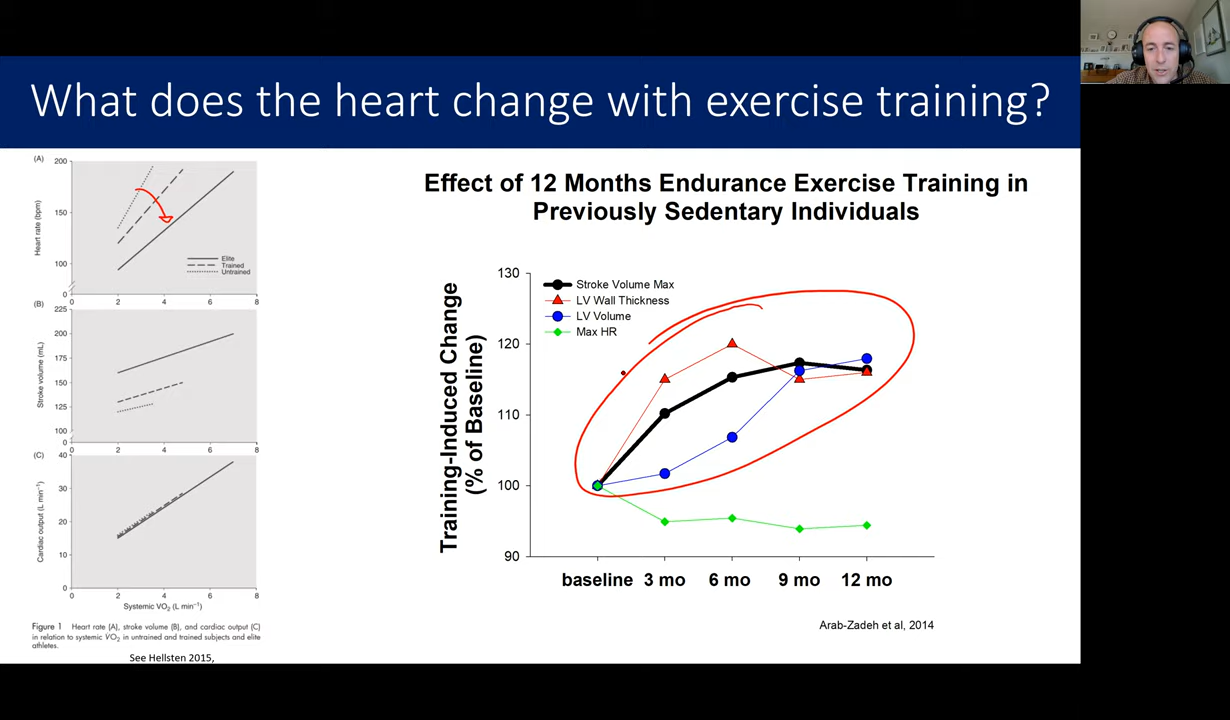 What does the heart change with exercise training?
(A)
200
150
100
0
Heart rate (bpm)
Elite
Trained
Untrained
0 2 4 6 8
(B)
225
200
175
150
125
100
0
Stroke volume (mL)
0 2 4 6 8
(C)
40
30
20
10
0
Cardiac output (L min⁻¹)
0 2 4 6 8
Systemic VO₂ (L min⁻¹)
Figure 1 Heart rate (A), stroke volume (B), and cardiac output (C)
in relation to systemic V̇O₂ in untrained and trained subjects and elite
athletes.
See Hellsten 2015,
Effect of 12 Months Endurance Exercise Training in
Previously Sedentary Individuals
Training-Induced Change
(% of Baseline)
130
120
110
100
90
Stroke Volume Max
LV Wall Thickness
LV Volume
Max HR
baseline 3 mo 6 mo 9 mo 12 mo
Arab-Zadeh et al, 2014